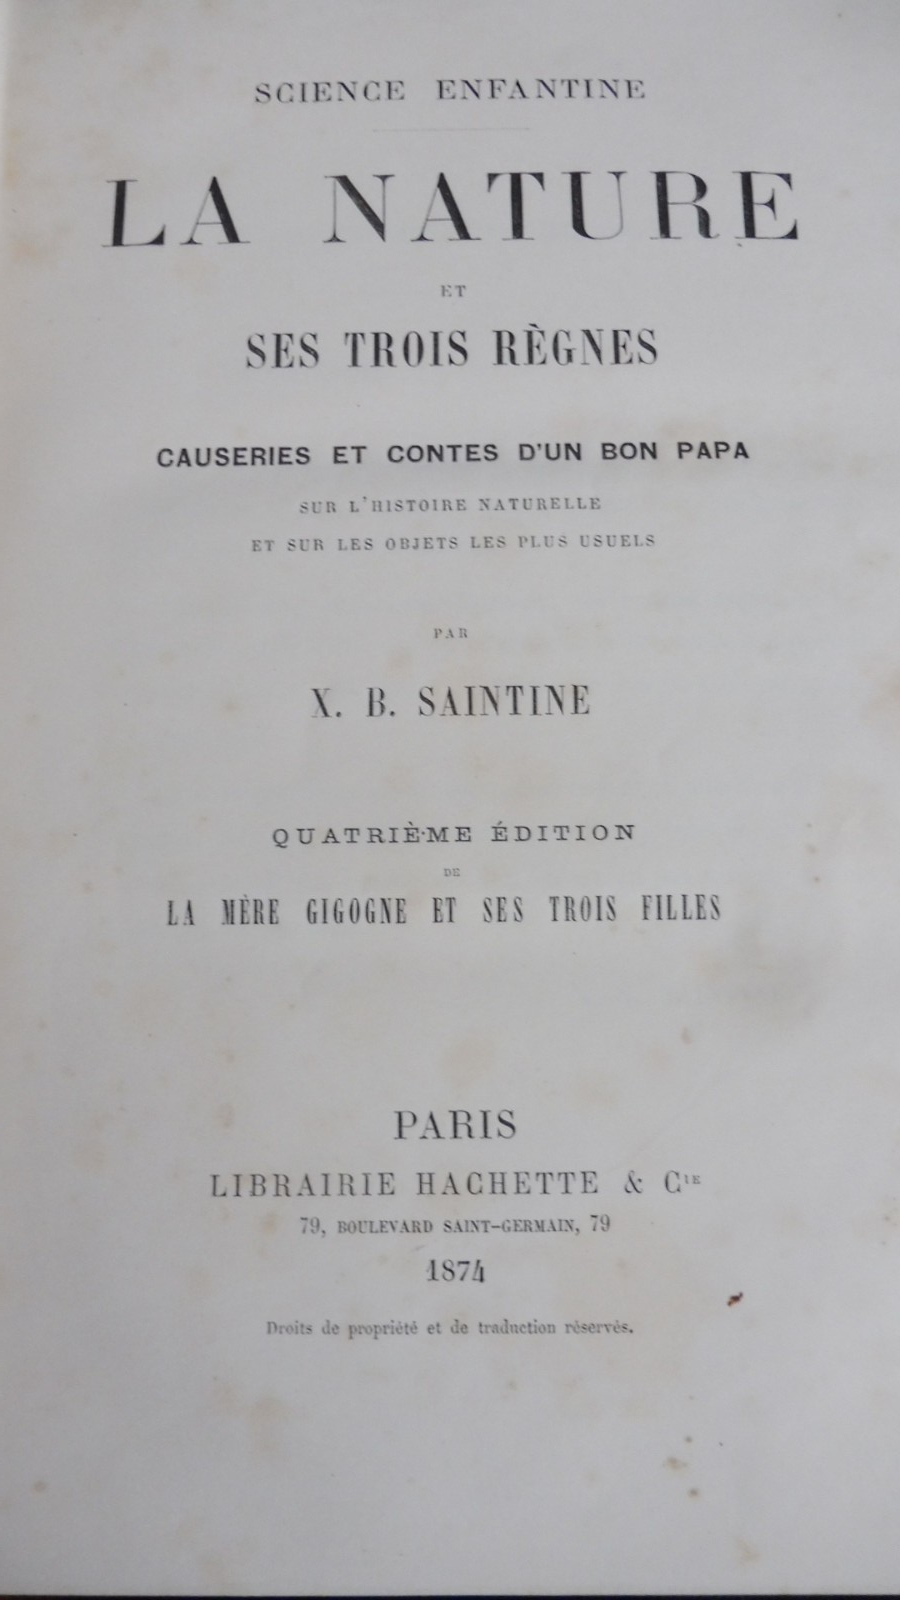 SCIENCE ENFANTINE
LA NATURE
ET
SES TROIS RÈGNES
CAUSERIES ET CONTES D'UN BON PAPA
SUR L'HISTOIRE NATURELLE
ET SUR LES OBJETS LES PLUS USUELS
PAR
X. B. SAINTINE
QUATRIÈME ÉDITION
DE
LA MÈRE GIGOGNE ET SES TROIS FILLES
PARIS
LIBRAIRIE HACHETTE & CIE
79, BOULEVARD SAINT-GERMAIN, 79
1874
Droits de propriété et de traduction réservés.